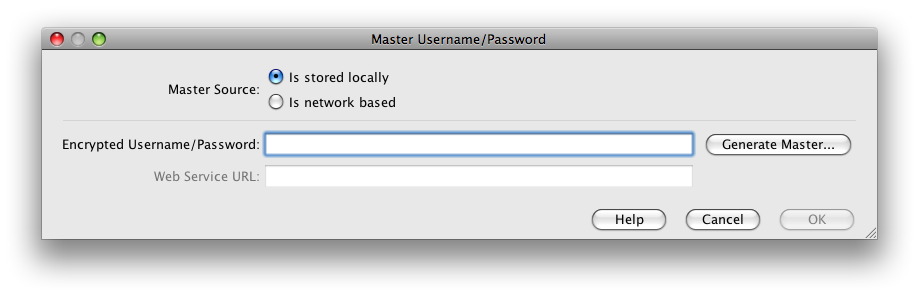 Master Username/Password
Master Source:
Is stored locally
Is network based
Encrypted Username/Password:
Generate Master...
Web Service URL:
Help
Cancel
OK